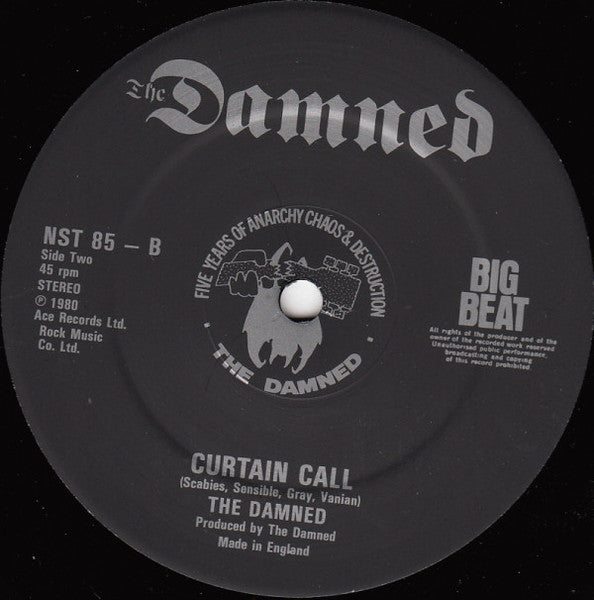 The Damned
NST 85 – B
Side Two
45 rpm
STEREO
℗ 1980
Ace Records Ltd.
Rock Music
Co. Ltd.
FIVE YEARS OF ANARCHY CHAOS & DESTRUCTION
· THE DAMNED ·
BIG
BEAT
All rights of the producer and of the
owner of the recorded work reserved
Unauthorised public performance,
broadcasting and copying
of this record prohibited
CURTAIN CALL
(Scabies, Sensible, Gray, Vanian)
THE DAMNED
Produced by The Damned
Made in England